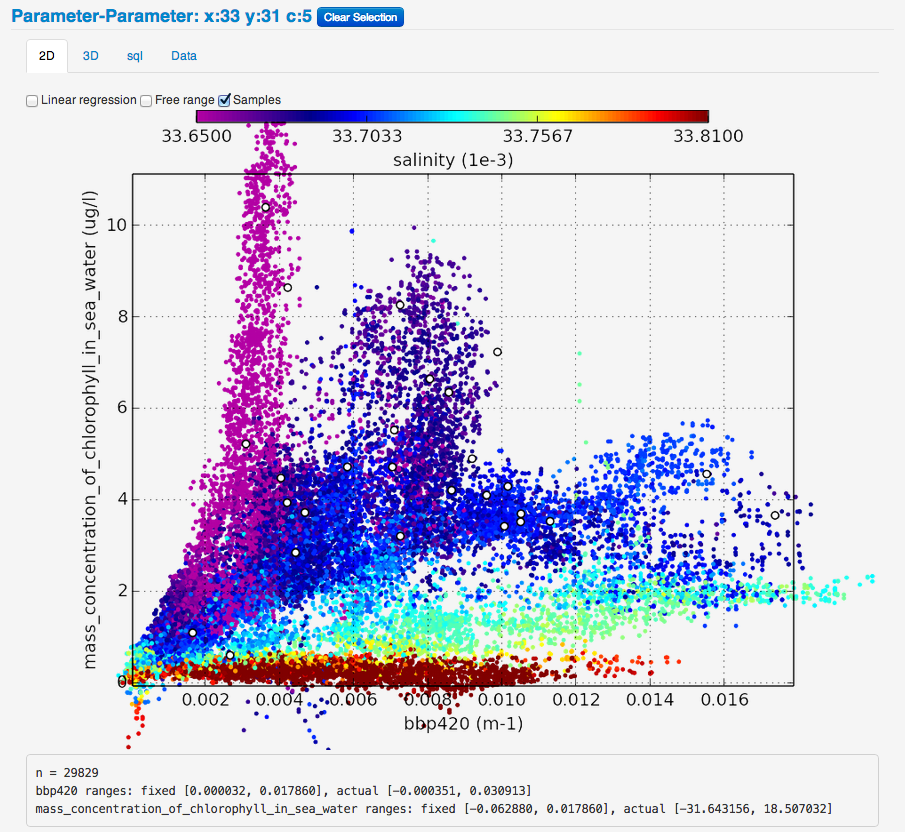 Parameter-Parameter: x:33 y:31 c:5 Clear Selection
2D 3D sql Data
Linear regression Free range Samples
33.6500 33.7033 33.7567 33.8100
salinity (1e-3)
mass_concentration_of_chlorophyll_in_sea_water (ug/l)
10
8
6
4
2
0
0.002 0.004 0.006 0.008 0.010 0.012 0.014 0.016
bbp420 (m-1)
n = 29829
bbp420 ranges: fixed [0.000032, 0.017860], actual [-0.000351, 0.030913]
mass_concentration_of_chlorophyll_in_sea_water ranges: fixed [-0.062880, 0.017860], actual [-31.643156, 18.507032]